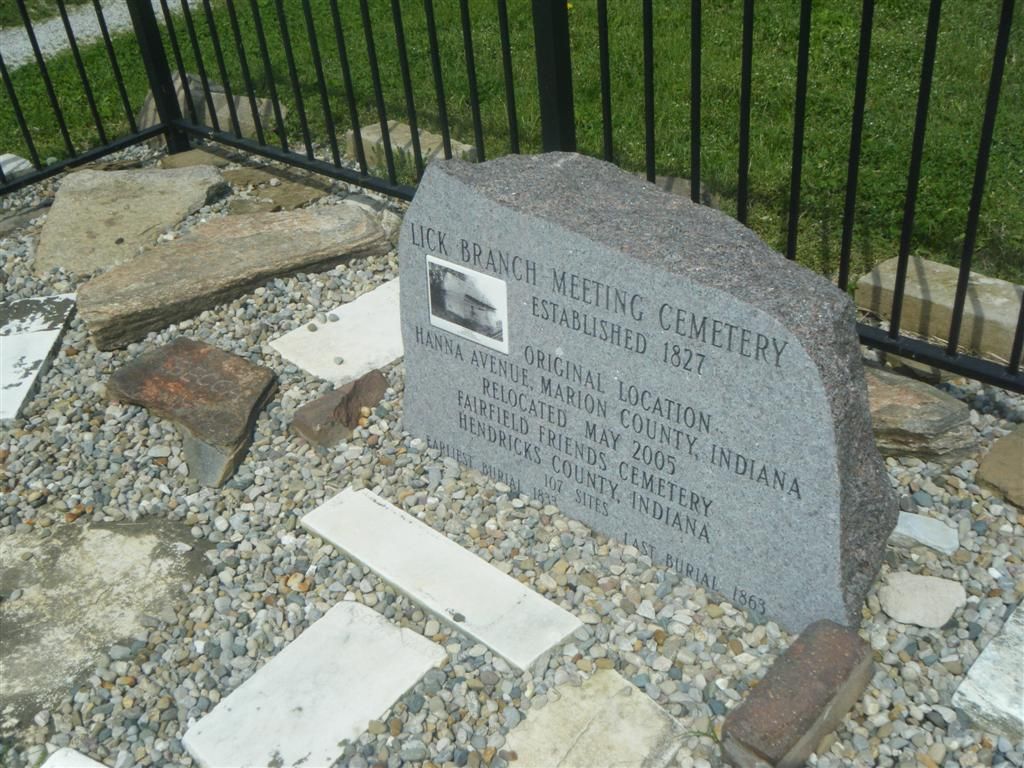 LICK BRANCH MEETING CEMETERY
ESTABLISHED 1827
ORIGINAL LOCATION
HANNA AVENUE, MARION COUNTY, INDIANA
RELOCATED MAY 2005
FAIRFIELD FRIENDS CEMETERY
HENDRICKS COUNTY, INDIANA
107 SITES
EARLIEST BURIAL 1833 LAST BURIAL 1863